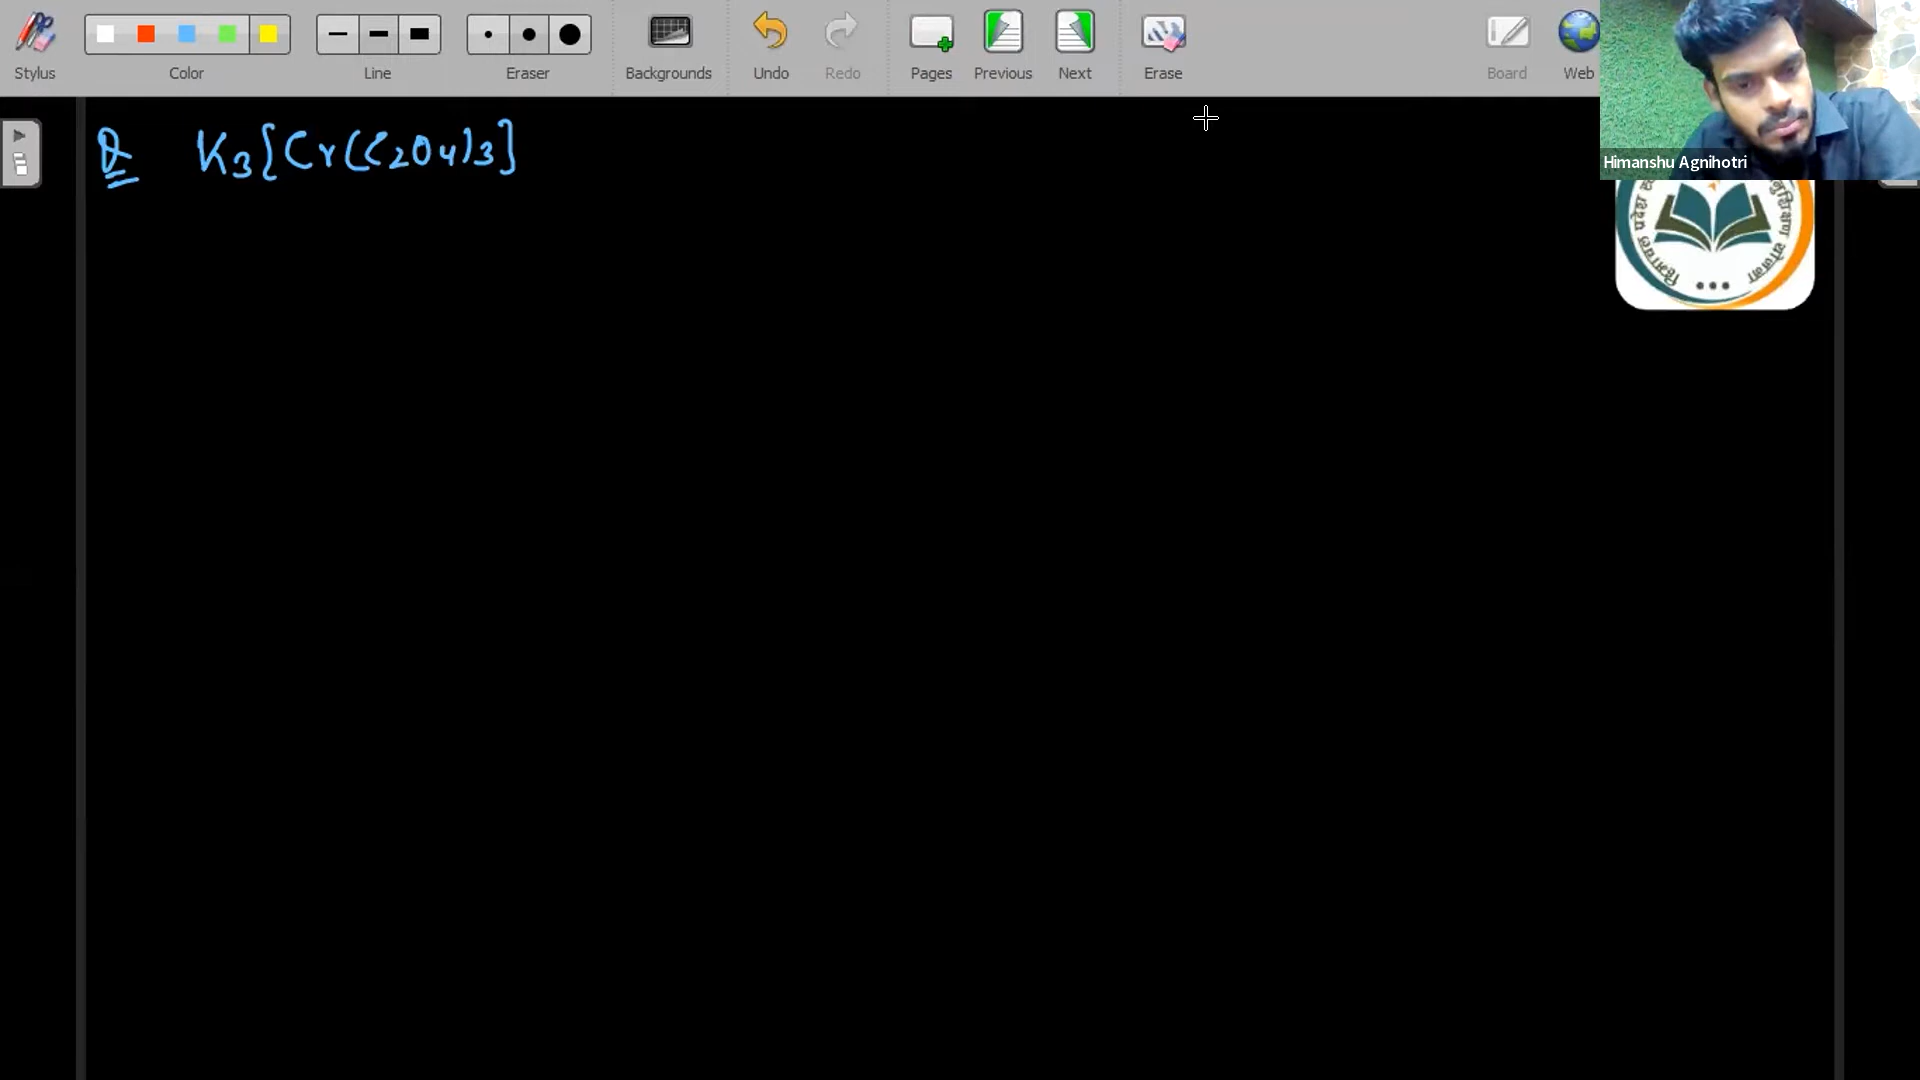 Stylus Color Line Eraser Backgrounds Undo Redo Pages Previous Next Erase Board Web
Q K3[Cr(C2O4)3]
Himanshu Agnihotri